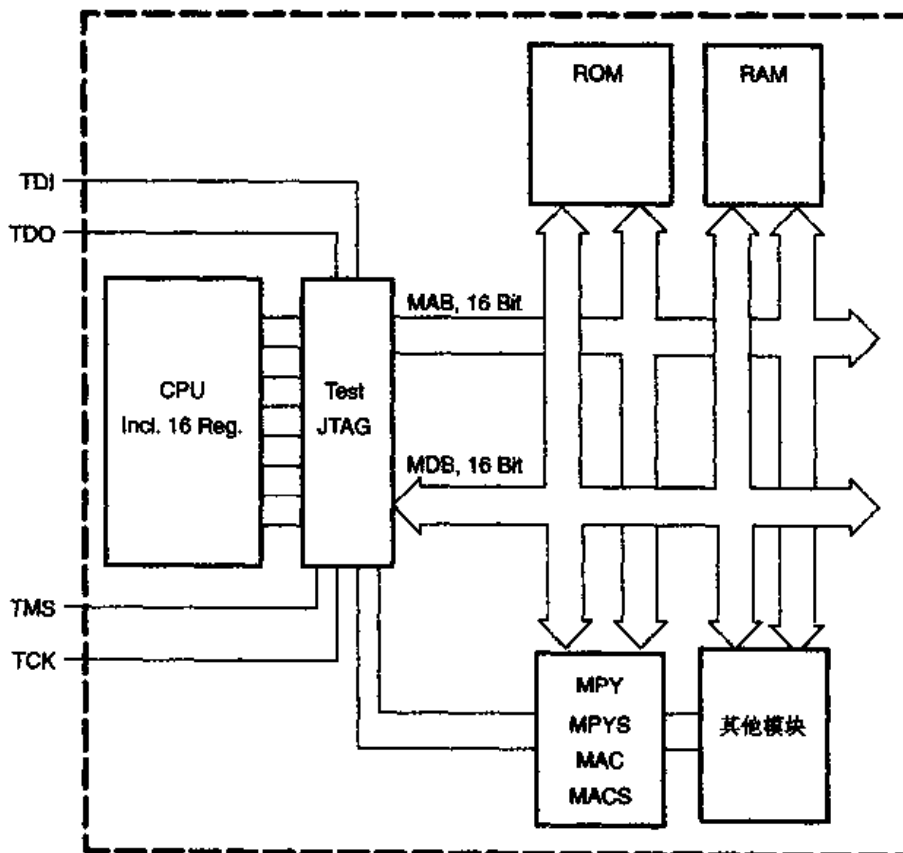 ROM
RAM
TDI
TDO
MAB, 16 Bit
CPU
Incl. 16 Reg.
Test
JTAG
MDB, 16 Bit
TMS
TCK
MPY
MPYS
MAC
MACS
其他模块